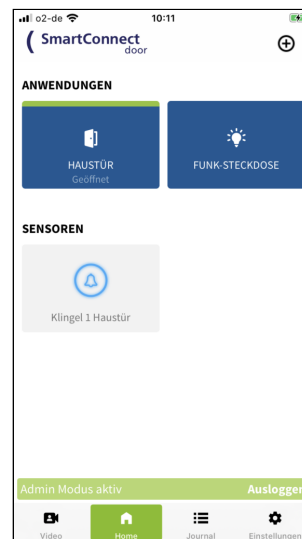 o2-de 10:11
SmartConnect
door
ANWENDUNGEN
HAUSTÜR
Geöffnet
FUNK-STECKDOSE
SENSOREN
Klingel 1 Haustür
Admin Modus aktiv Ausloggen
Video Home Journal Einstellungen